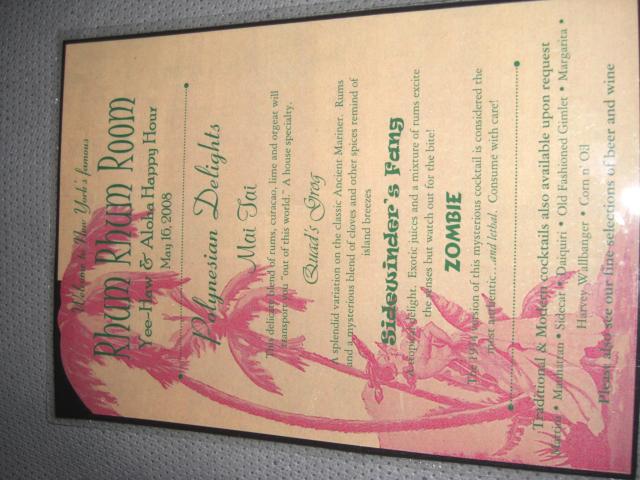 Welcome to New York's famous
Rhum Rhum Room
Yee-Haw & Aloha Happy Hour
May 16, 2008
Polynesian Delights
Mai Tai
This delicate blend of rums, curacao, lime and orgeat will
transport you "out of this world." A house specialty.
Quad's Grog
A splendid variation on the classic Ancient Mariner. Rums
and a mysterious blend of cloves and other spices remind of
island breezes
Sidewinder's Fang
A tropical delight. Exotic juices and a mixture of rums excite
the senses but watch out for the bite!
ZOMBIE
The 1934 version of this mysterious cocktail is considered the
most authentic...and lethal. Consume with care!
Traditional & Modern cocktails also available upon request
Martini • Manhattan • Sidecar • Daiquiri • Old Fashioned Gimlet • Margarita •
Harvey Wallbanger • Corn n' Oil
Please also see our fine selections of beer and wine